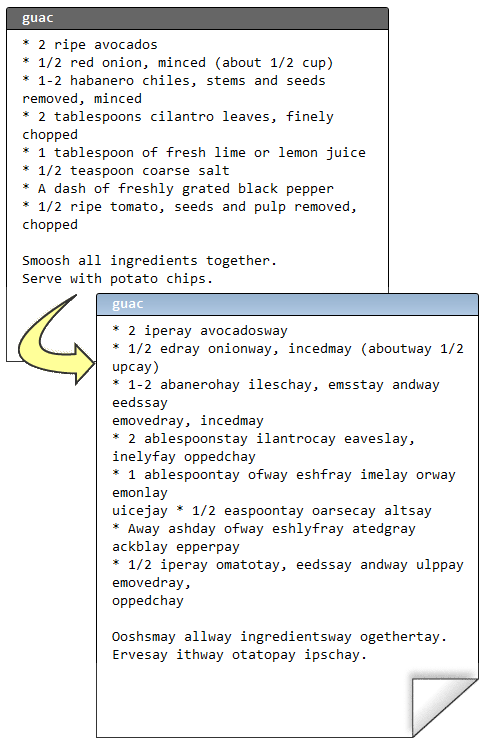 guac
* 2 ripe avocados
* 1/2 red onion, minced (about 1/2 cup)
* 1-2 habanero chiles, stems and seeds
removed, minced
* 2 tablespoons cilantro leaves, finely
chopped
* 1 tablespoon of fresh lime or lemon juice
* 1/2 teaspoon coarse salt
* A dash of freshly grated black pepper
* 1/2 ripe tomato, seeds and pulp removed,
chopped
Smoosh all ingredients together.
Serve with potato chips.
guac
* 2 iperay avocadosway
* 1/2 edray onionway, incedmay (aboutway 1/2
upcay)
* 1-2 abanerohay ileschay, emsstay andway
eedssay
emovedray, incedmay
* 2 ablespoonstay ilantrocay eaveslay,
inelyfay oppedchay
* 1 ablespoontay ofway eshfray imelay orway
emonlay
uicejay * 1/2 easpoontay oarsecay altsay
* Away ashday ofway eshlyfray atedgray
ackblay epperpay
* 1/2 iperay omatotay, eedssay andway ulppay
emovedray,
oppedchay
Ooshsmay allway ingredientsway ogethertay.
Ervesay ithway otatopay ipschay.